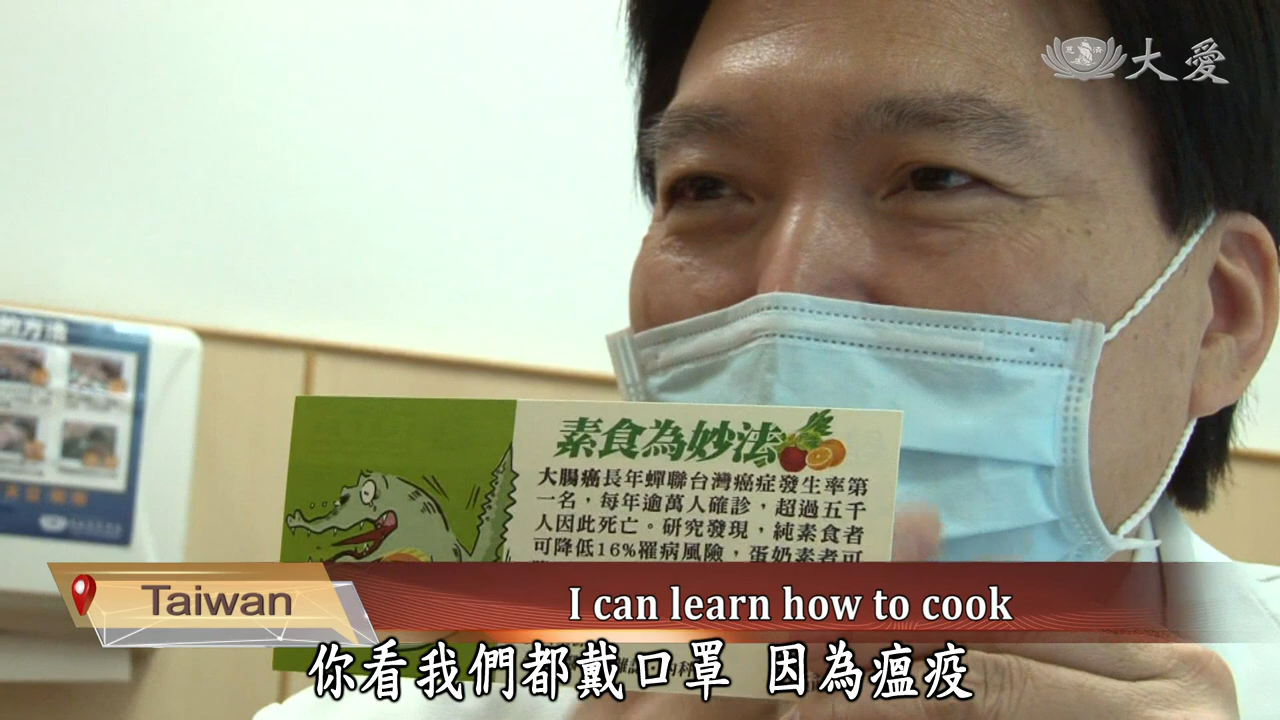 大愛
的方法
素食為妙法
大腸癌長年蟬聯台灣癌症發生率第
一名，每年逾萬人確診，超過五千
人因此死亡。研究發現，純素食者
可降低16%罹病風險，蛋奶素者可
Taiwan
I can learn how to cook
你看我們都戴口罩 因為瘟疫